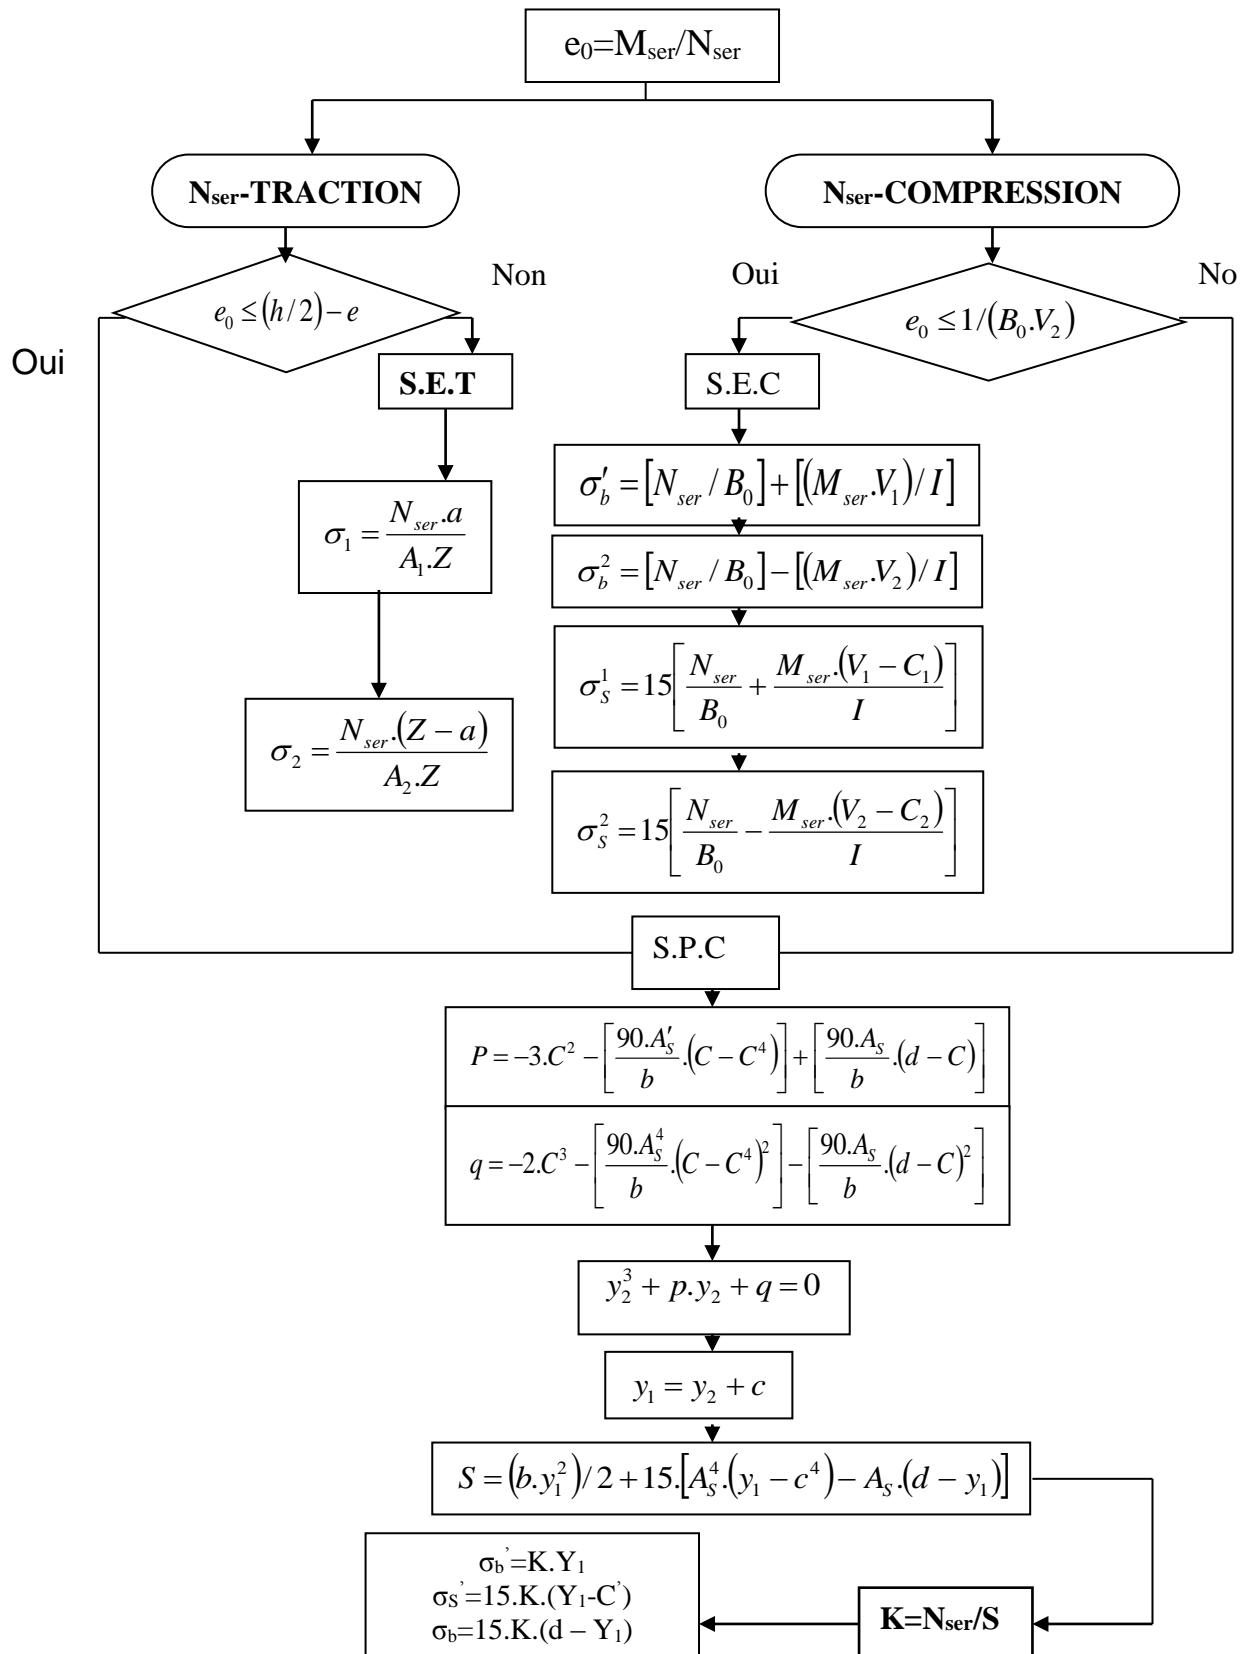 e₀=Mser/Nser
Nser-TRACTION
Nser-COMPRESSION
Non
Oui
No
e₀ ≤ (h/2) − e
e₀ ≤ 1/(B₀.V₂)
Oui
S.E.T
S.E.C
σ′b = [Nser / B₀] + [(Mser.V₁)/ I]
σ₁ = Nser.a / A₁.Z
σ²b = [Nser / B₀] − [(Mser.V₂)/ I]
σ¹S = 15[Nser / B₀ + Mser.(V₁ − C₁) / I]
σ₂ = Nser.(Z − a) / A₂.Z
σ²S = 15[Nser / B₀ − Mser.(V₂ − C₂) / I]
S.P.C
P = −3.C² − [90.A′S / b .(C − C⁴)] + [90.AS / b .(d − C)]
q = −2.C³ − [90.A⁴S / b .(C − C⁴)²] − [90.AS / b .(d − C)²]
y₂³ + p.y₂ + q = 0
y₁ = y₂ + c
S = (b.y₁²)/2 + 15.[A⁴S.(y₁ − c⁴) − AS.(d − y₁)]
σb’=K.Y₁
σS’=15.K.(Y₁-C’)
σb=15.K.(d – Y₁)
K=Nser/S